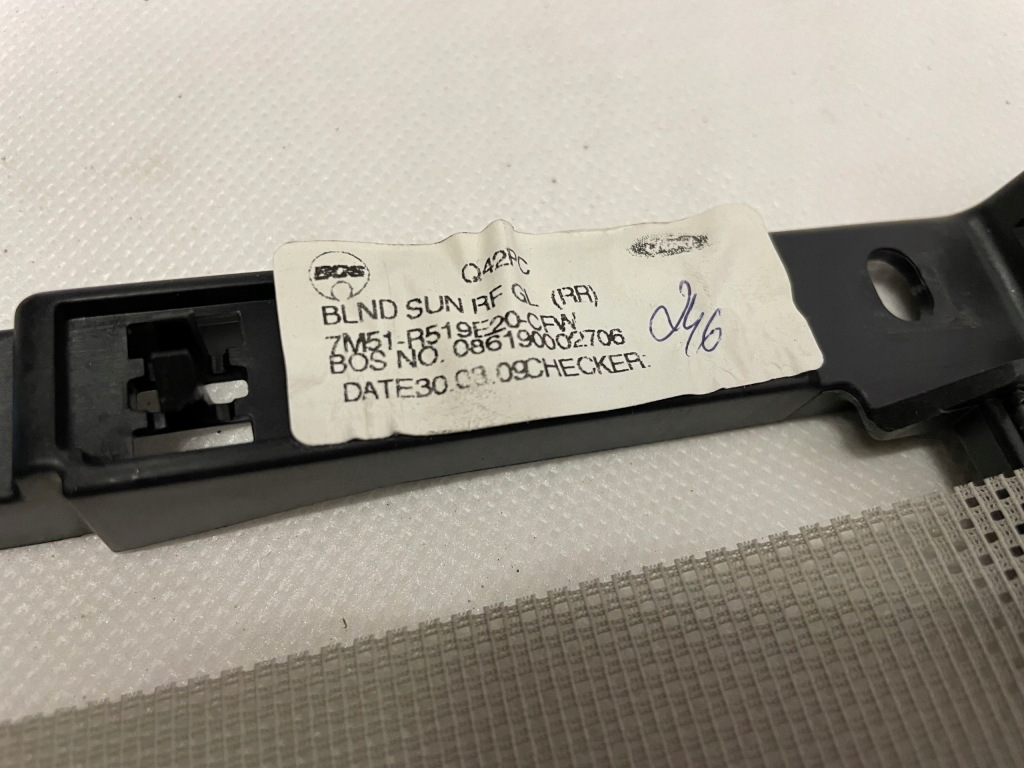 BOS
Q42PC
BLND SUN RF GL (RR)
7M51-R519E20-CFW
BOS NO. 086190002706
DATE30.03.09CHECKER:
246